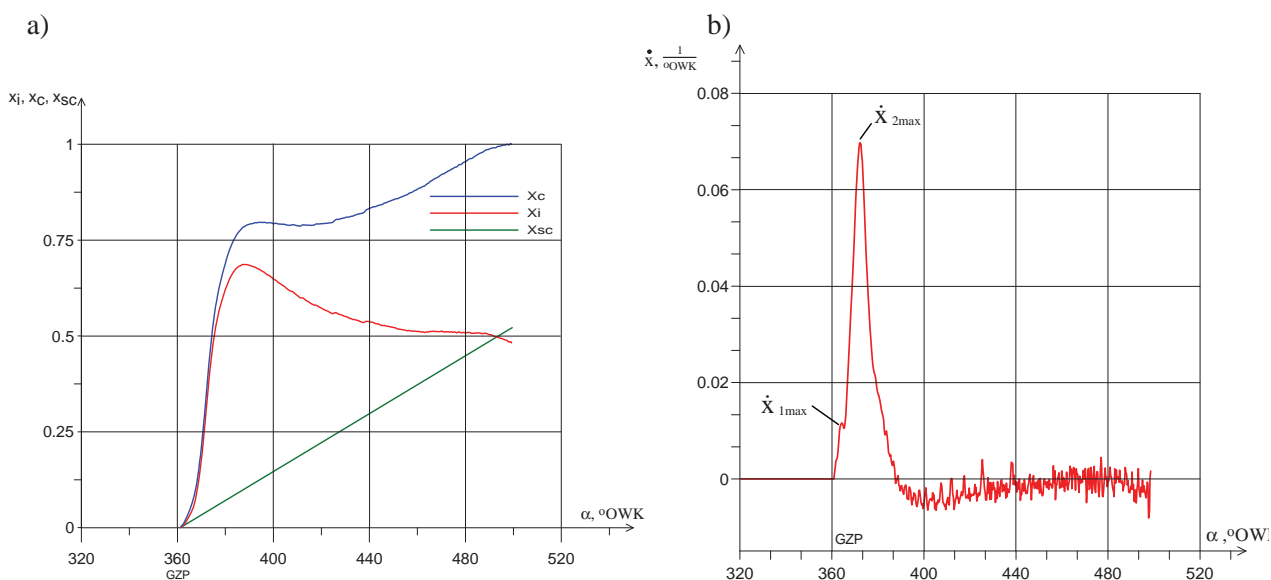 a)
xi, xc, xsc
1
0.75
0.5
0.25
0
Xc
Xi
Xsc
α, °OWK
320 360 400 440 480 520
GZP
b)
ẋ, 1/°OWK
0.08
0.06
0.04
0.02
0
ẋ 2max
ẋ 1max
GZP
α ,°OWK
320 360 400 440 480 520